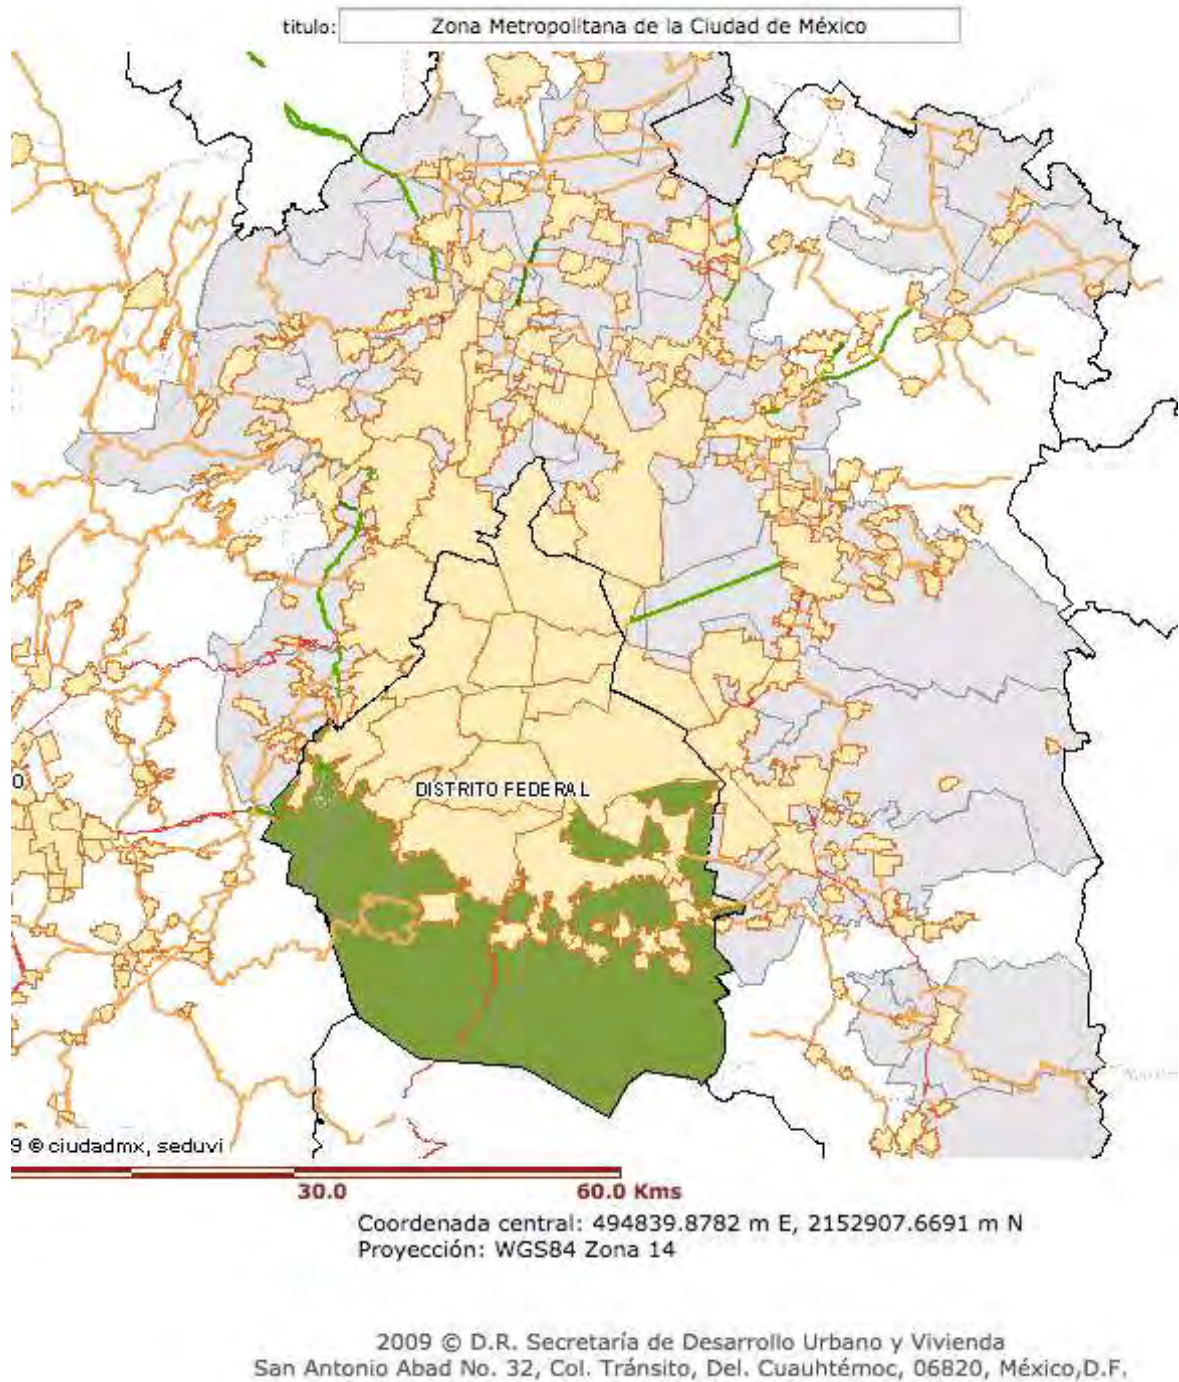 titulo: Zona Metropolitana de la Ciudad de México
O
DISTRITO FEDERAL
9 © ciudadmx, seduvi
30.0 60.0 Kms
Coordenada central: 494839.8782 m E, 2152907.6691 m N
Proyección: WGS84 Zona 14
2009 © D.R. Secretaría de Desarrollo Urbano y Vivienda
San Antonio Abad No. 32, Col. Tránsito, Del. Cuauhtémoc, 06820, México,D.F.